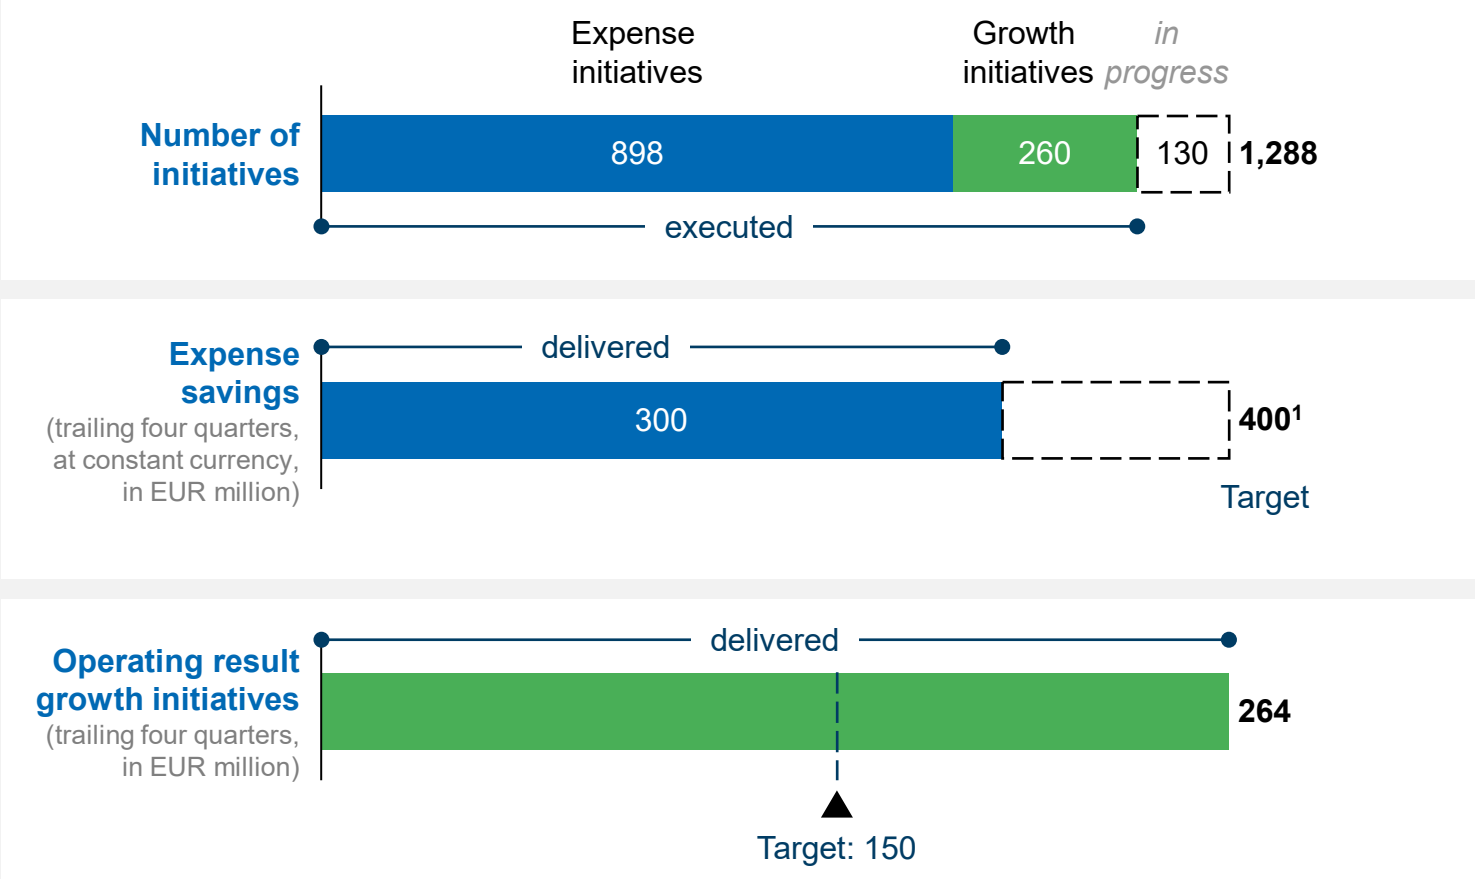 Expense
initiatives
Growth
initiatives
in
progress
Number of
initiatives
898
260
130
1,288
executed
delivered
Expense
savings
(trailing four quarters,
at constant currency,
in EUR million)
300
400¹
Target
delivered
Operating result
growth initiatives
(trailing four quarters,
in EUR million)
264
Target: 150